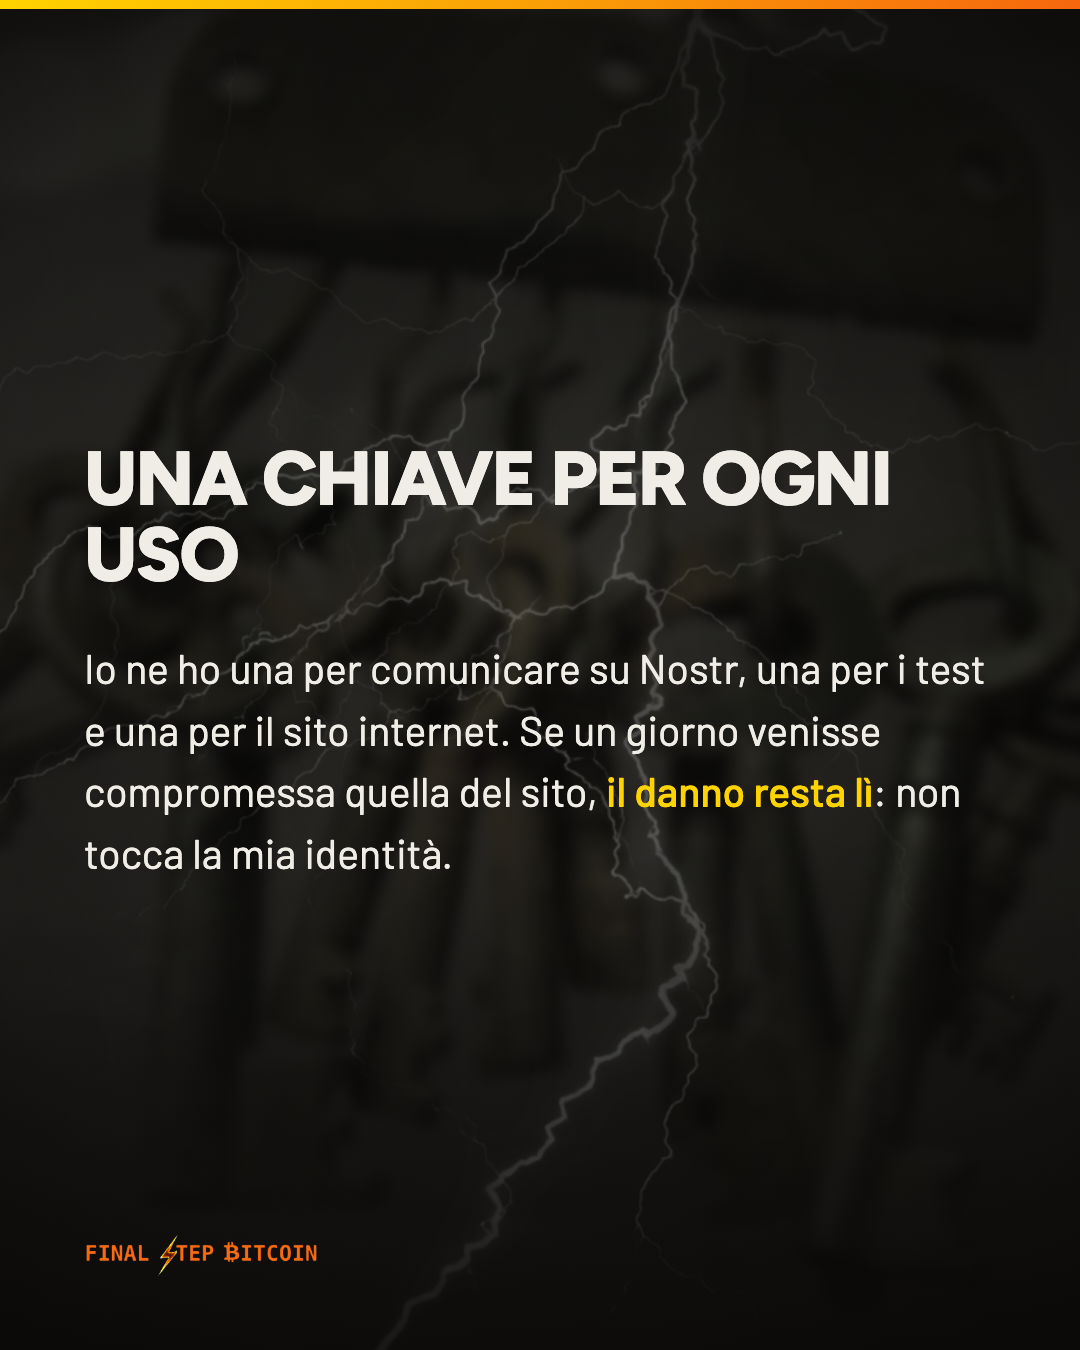 UNA CHIAVE PER OGNI
USO
Io ne ho una per comunicare su Nostr, una per i test
e una per il sito internet. Se un giorno venisse
compromessa quella del sito, il danno resta lì: non
tocca la mia identità.
FINAL ⚡TEP ₿ITCOIN